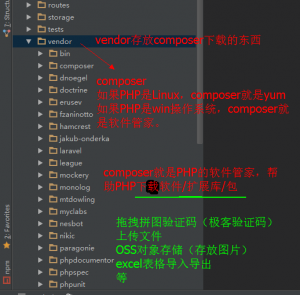 Z: Structure
routes
storage
tests
vendor
vendor存放composer下载的东西
bin
composer
dnoegel
doctrine
erusev
fzaninotto
hamcrest
jakub-onderka
laravel
league
mockery
monolog
mtdowling
myclabs
nesbot
nikic
paragonie
phpdocumentor
phpspec
phpunit
composer
如果PHP是Linux，composer就是yum
如果PHP是win操作系统，composer就是软件管家。
composer就是PHP的软件管家，帮
助PHP下载软件/扩展库/包
拖拽拼图验证码（极客验证码）
上传文件
OSS对象存储（存放图片）
excel表格导入导出
等
2: Favorites
npm